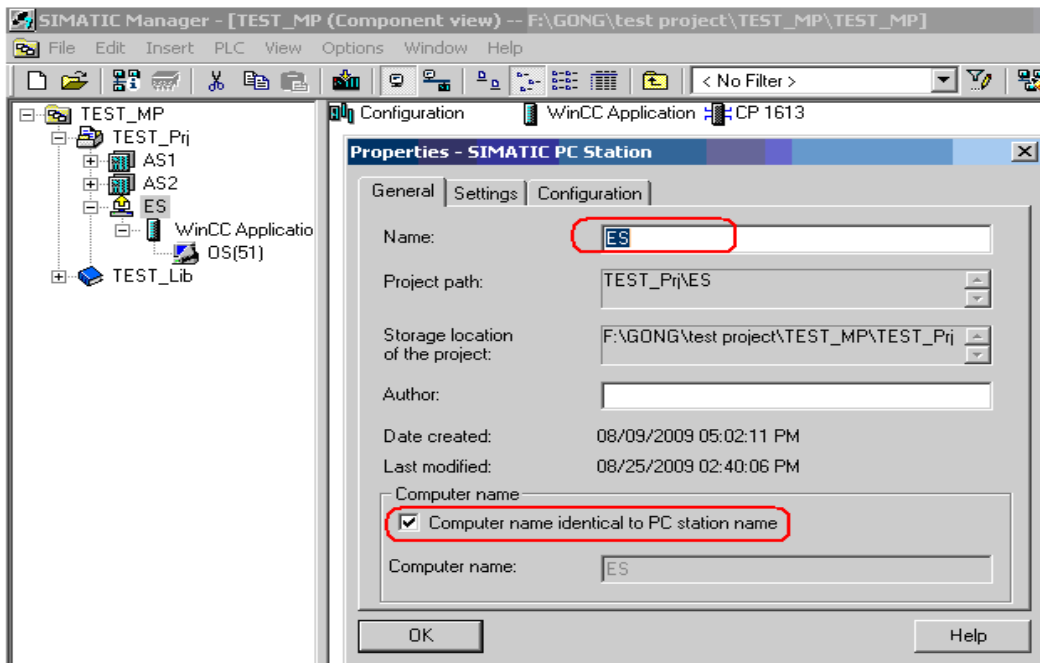 SIMATIC Manager - [TEST_MP (Component view) -- F:\GONG\test project\TEST_MP\TEST_MP]
File Edit Insert PLC View Options Window Help
< No Filter >
TEST_MP
TEST_Prj
AS1
AS2
ES
WinCC Applicatio
OS(51)
TEST_Lib
Configuration WinCC Application CP 1613
Properties - SIMATIC PC Station
General Settings Configuration
Name: ES
Project path: TEST_Prj\ES
Storage location
of the project: F:\GONG\test project\TEST_MP\TEST_Prj
Author:
Date created: 08/09/2009 05:02:11 PM
Last modified: 08/25/2009 02:40:06 PM
Computer name
Computer name identical to PC station name
Computer name: ES
OK Help